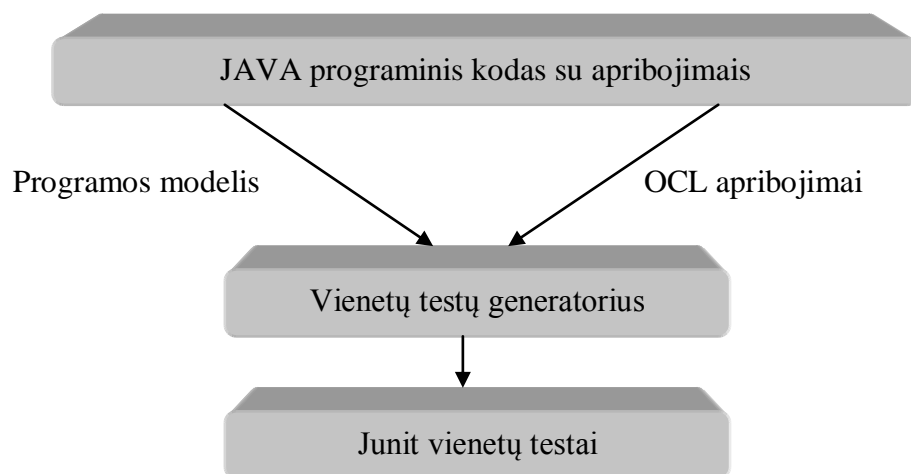 JAVA programinis kodas su apribojimais
Programos modelis
OCL apribojimai
Vienetų testų generatorius
Junit vienetų testai